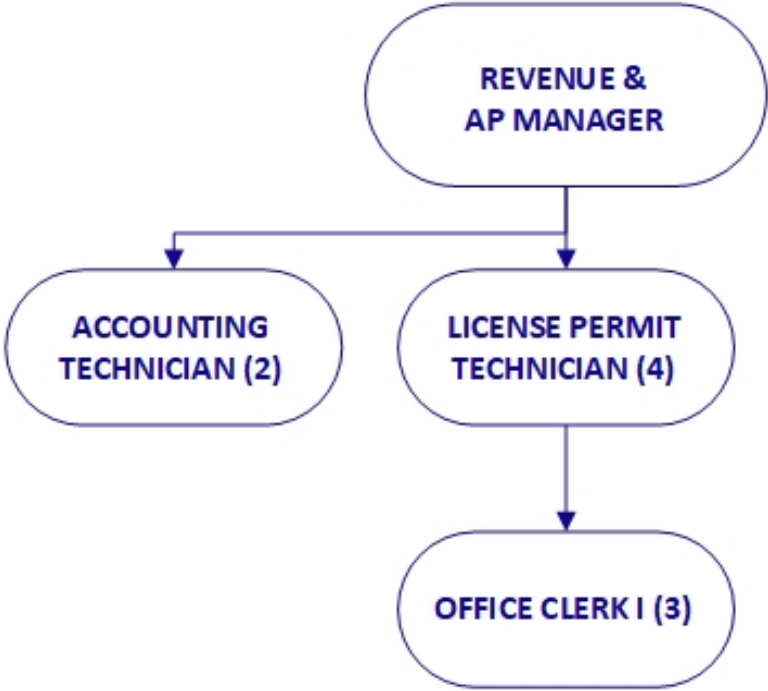 REVENUE &
AP MANAGER
ACCOUNTING
TECHNICIAN (2)
LICENSE PERMIT
TECHNICIAN (4)
OFFICE CLERK I (3)